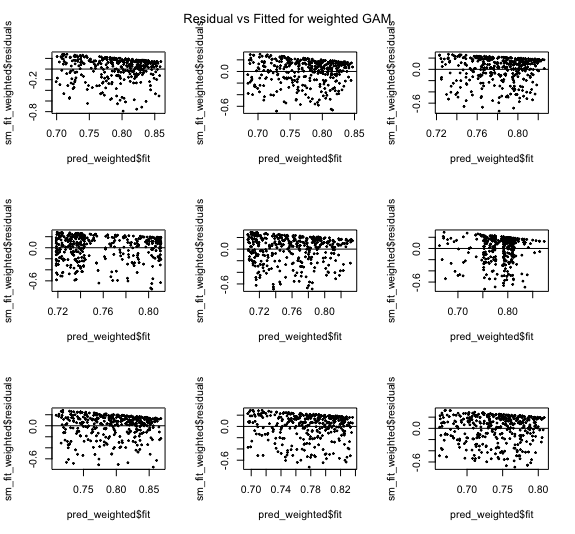 Residual vs Fitted for weighted GAM
sm_fit_weighted$residuals
-0.2
-0.8
0.70 0.75 0.80 0.85
pred_weighted$fit
sm_fit_weighted$residuals
0.0
-0.6
0.70 0.75 0.80 0.85
pred_weighted$fit
sm_fit_weighted$residuals
0.0
-0.6
0.72 0.76 0.80
pred_weighted$fit
sm_fit_weighted$residuals
0.0
-0.6
0.72 0.74 0.76 0.78 0.80
pred_weighted$fit
sm_fit_weighted$residuals
0.0
-0.6
0.72 0.76 0.80
pred_weighted$fit
sm_fit_weighted$residuals
0.0
-0.6
0.70 0.80
pred_weighted$fit
sm_fit_weighted$residuals
0.0
-0.6
0.75 0.80 0.85
pred_weighted$fit
sm_fit_weighted$residuals
0.0
-0.6
0.70 0.74 0.78 0.82
pred_weighted$fit
sm_fit_weighted$residuals
0.0
-0.6
0.70 0.75 0.80
pred_weighted$fit